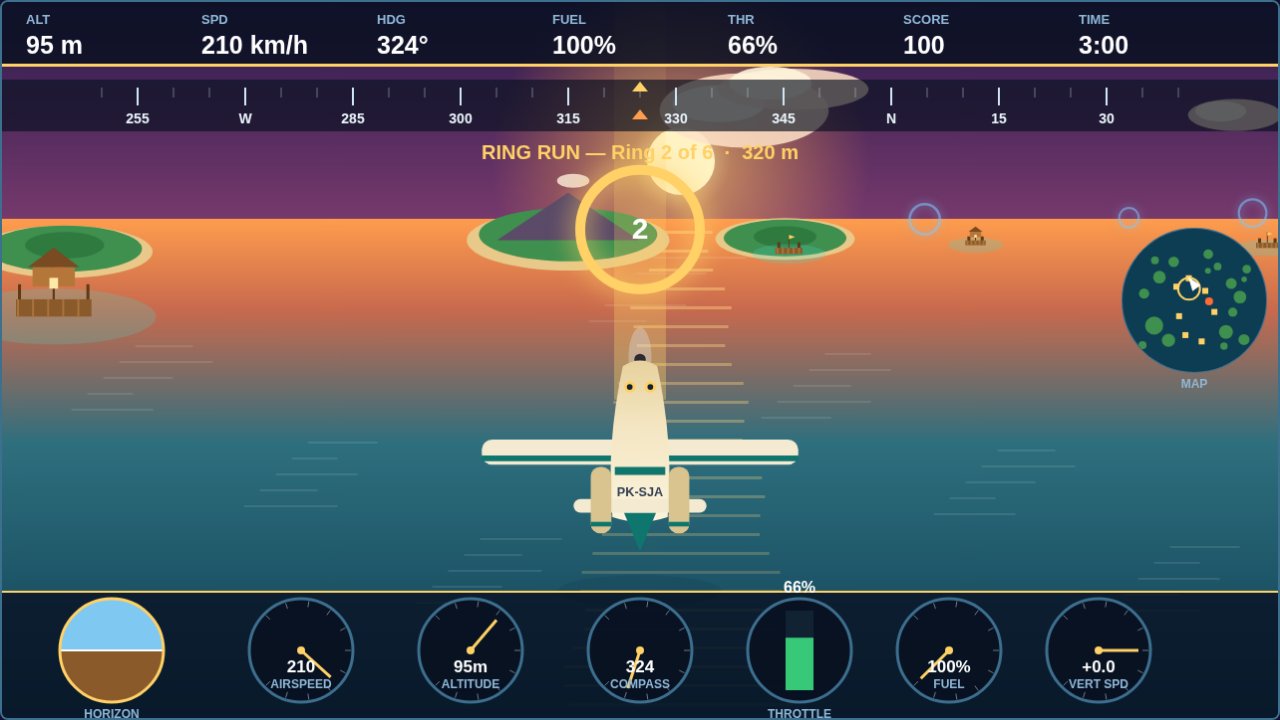 ALT SPD HDG FUEL THR SCORE TIME
95 m 210 km/h 324° 100% 66% 100 3:00
255 W 285 300 315 330 345 N 15 30
RING RUN — Ring 2 of 6 · 320 m
2
MAP
PK-SJA
66%
210 95m 324 100% +0.0
AIRSPEED ALTITUDE COMPASS FUEL VERT SPD
HORIZON THROTTLE